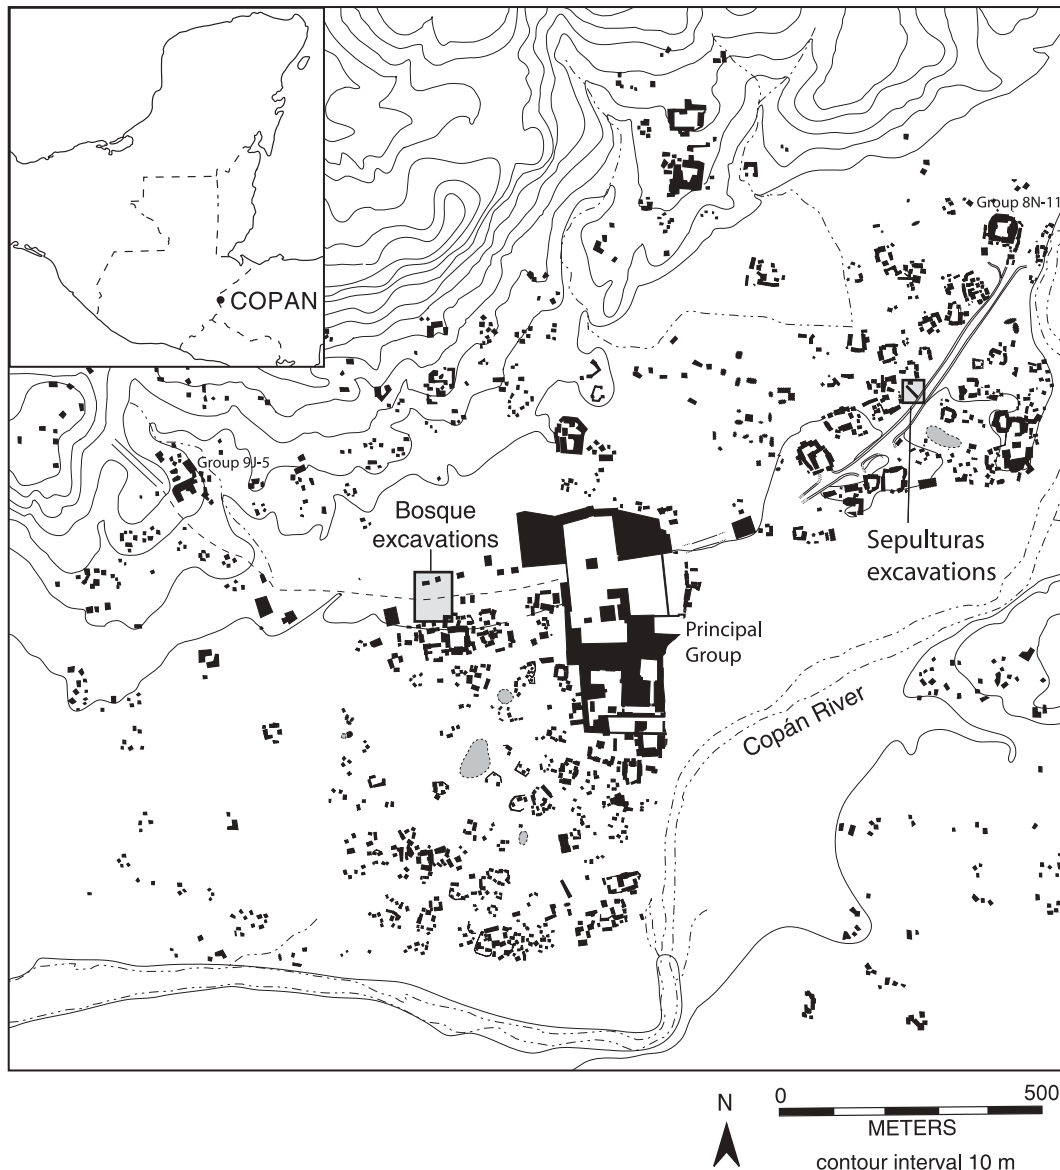 COPAN
Group 8N-11
Group 9J-5
Bosque
excavations
Sepulturas
excavations
Principal
Group
Copán River
N
0 500
METERS
contour interval 10 m